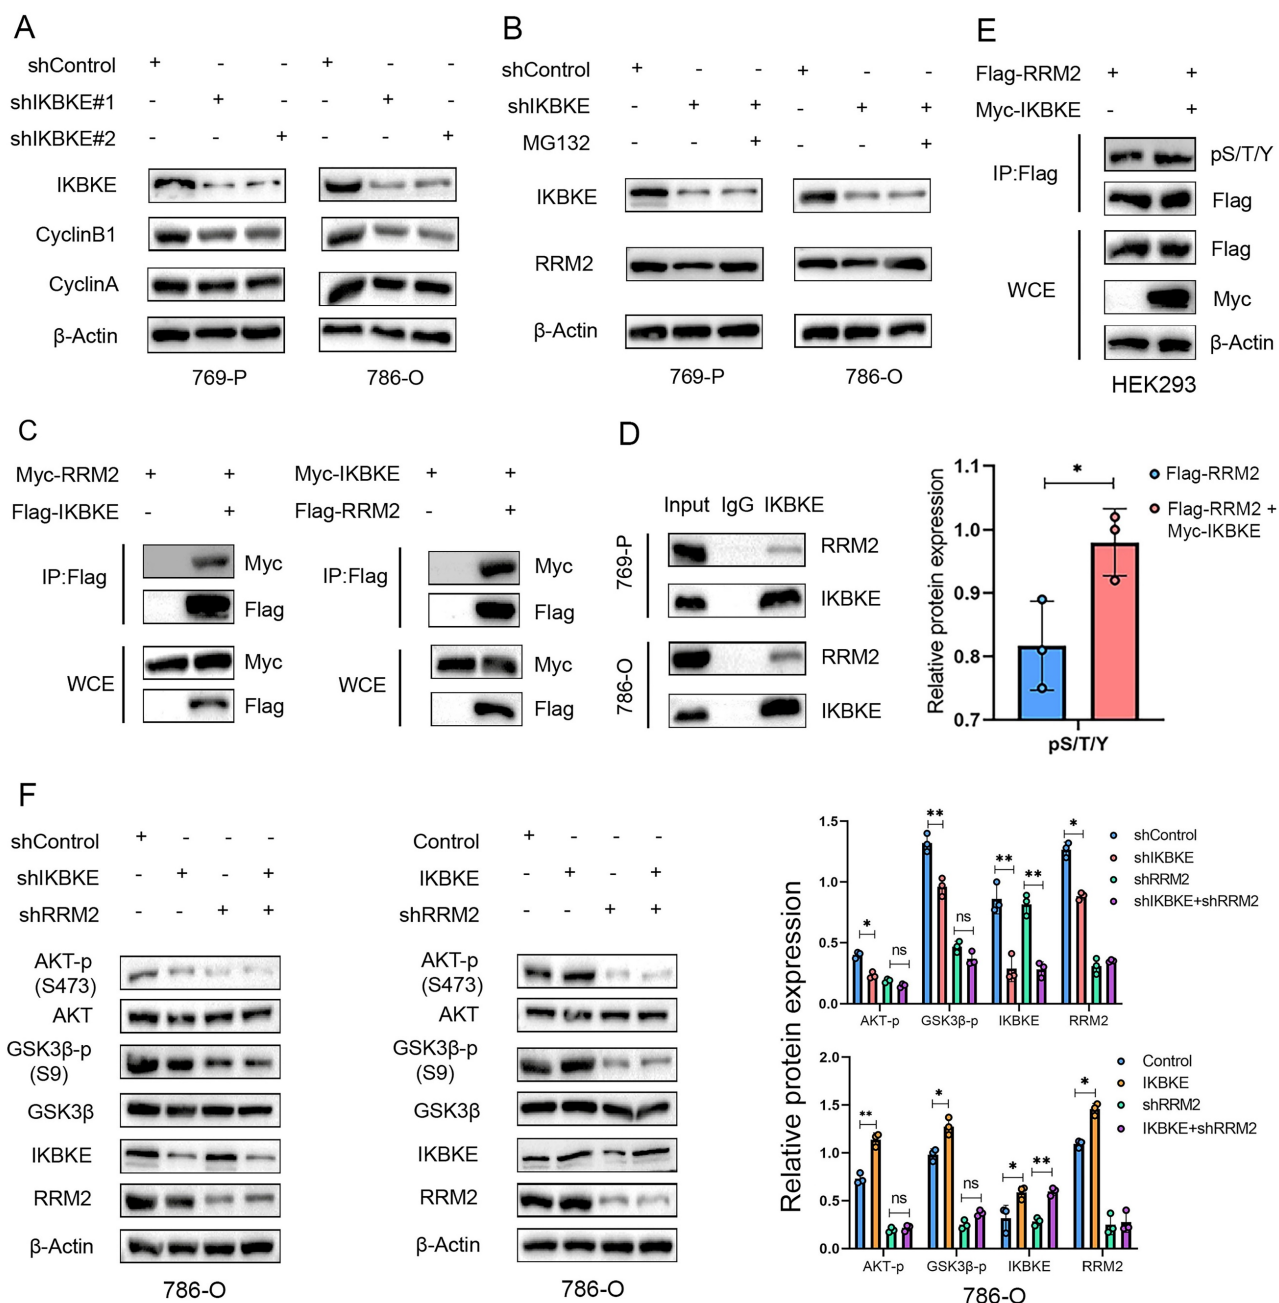 A
shControl + - - + - -
shIKBKE#1 - + - - + -
shIKBKE#2 - - + - - +
IKBKE
CyclinB1
CyclinA
β-Actin
769-P 786-O
B
shControl + - - + - -
shIKBKE - + + - + +
MG132 - - + - - +
IKBKE
RRM2
β-Actin
769-P 786-O
E
Flag-RRM2 + +
Myc-IKBKE - +
IP:Flag
pS/T/Y
Flag
WCE
Flag
Myc
β-Actin
HEK293
C
Myc-RRM2 + +
Flag-IKBKE - +
IP:Flag
Myc
Flag
WCE
Myc
Flag
Myc-IKBKE + +
Flag-RRM2 - +
IP:Flag
Myc
Flag
WCE
Myc
Flag
D
Input IgG IKBKE
769-P
RRM2
IKBKE
786-O
RRM2
IKBKE
Relative protein expression
1.1
1.0
0.9
0.8
0.7
*
pS/T/Y
Flag-RRM2
Flag-RRM2 +
Myc-IKBKE
F
shControl + - - -
shIKBKE - + - +
shRRM2 - - + +
AKT-p
(S473)
AKT
GSK3β-p
(S9)
GSK3β
IKBKE
RRM2
β-Actin
786-O
Control + - - -
IKBKE - + - +
shRRM2 - - + +
AKT-p
(S473)
AKT
GSK3β-p
(S9)
GSK3β
IKBKE
RRM2
β-Actin
786-O
Relative protein expression
1.5
1.0
0.5
0.0
* ns ** ns ** ** *
AKT-p GSK3β-p IKBKE RRM2
shControl
shIKBKE
shRRM2
shIKBKE+shRRM2
2.0
1.5
1.0
0.5
0.0
** ns * ns * ** *
AKT-p GSK3β-p IKBKE RRM2
Control
IKBKE
shRRM2
IKBKE+shRRM2
786-O